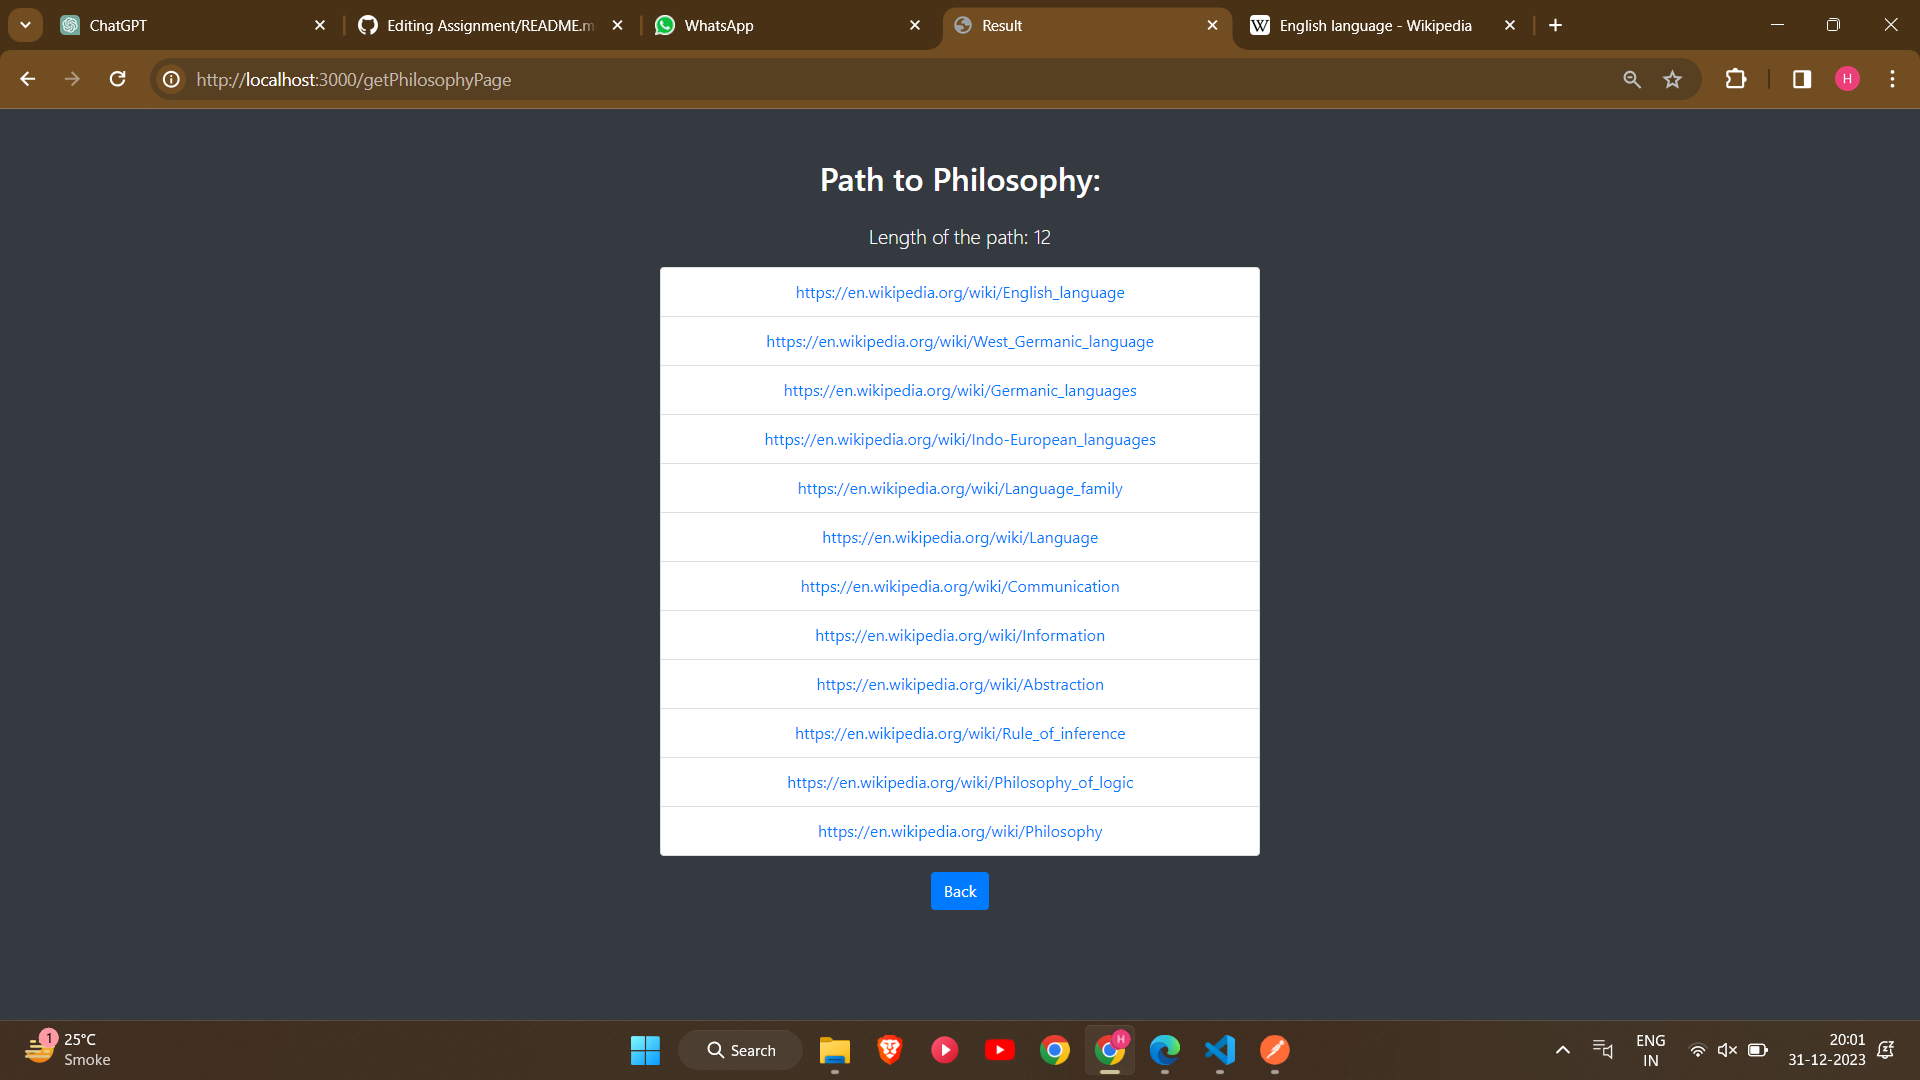 ChatGPT
Editing Assignment/README.m
WhatsApp
Result
English language - Wikipedia
http://localhost:3000/getPhilosophyPage
H
Path to Philosophy:
Length of the path: 12
https://en.wikipedia.org/wiki/English_language
https://en.wikipedia.org/wiki/West_Germanic_language
https://en.wikipedia.org/wiki/Germanic_languages
https://en.wikipedia.org/wiki/Indo-European_languages
https://en.wikipedia.org/wiki/Language_family
https://en.wikipedia.org/wiki/Language
https://en.wikipedia.org/wiki/Communication
https://en.wikipedia.org/wiki/Information
https://en.wikipedia.org/wiki/Abstraction
https://en.wikipedia.org/wiki/Rule_of_inference
https://en.wikipedia.org/wiki/Philosophy_of_logic
https://en.wikipedia.org/wiki/Philosophy
Back
1
25°C
Smoke
Search
H
ENG
IN
20:01
31-12-2023